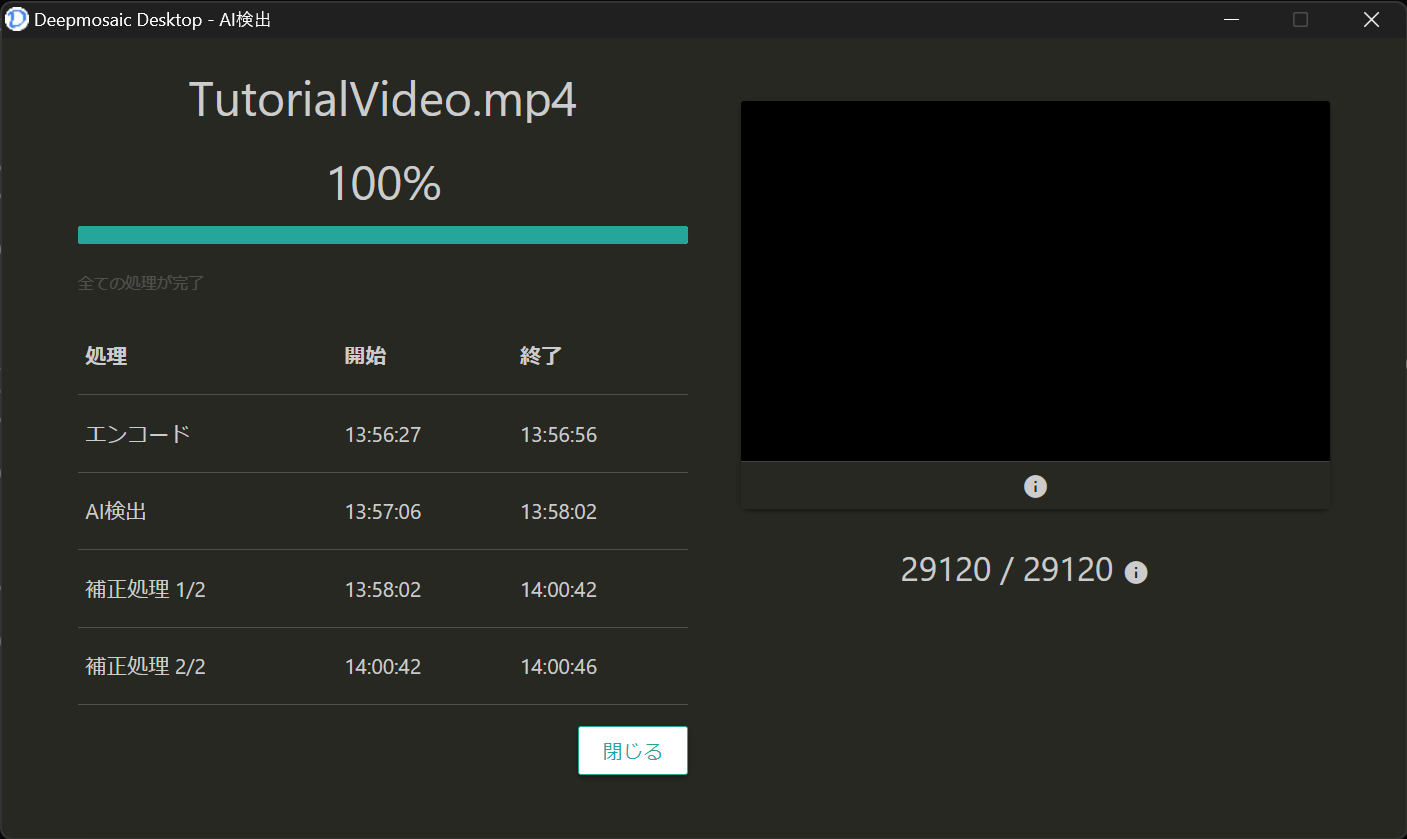 Deepmosaic Desktop - AI検出
TutorialVideo.mp4
100%
全ての処理が完了
処理 開始 終了
エンコード 13:56:27 13:56:56
AI検出 13:57:06 13:58:02
補正処理 1/2 13:58:02 14:00:42
補正処理 2/2 14:00:42 14:00:46
閉じる
29120 / 29120